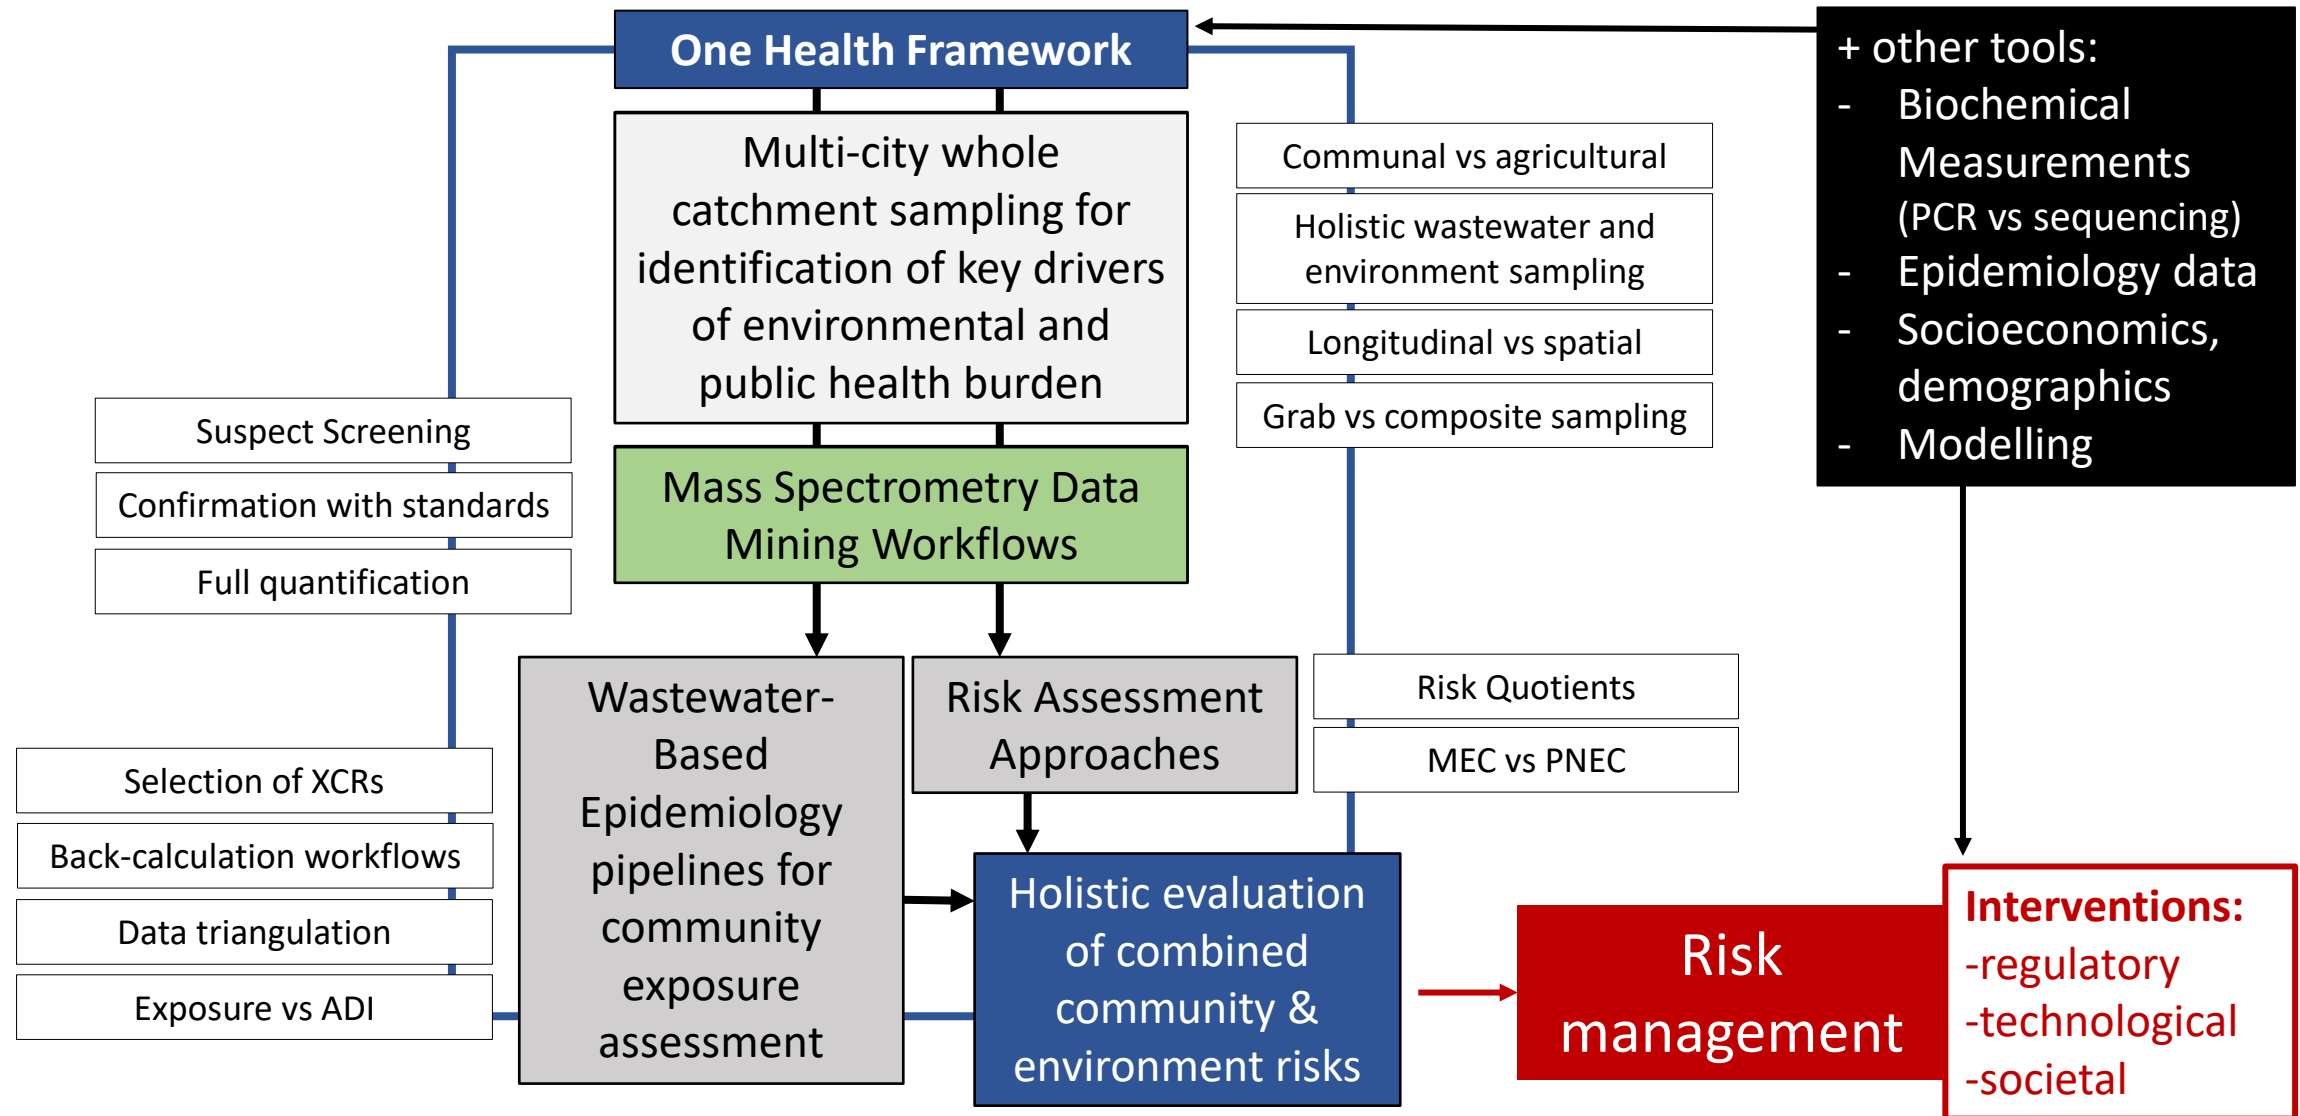 One Health Framework
Multi-city whole
catchment sampling for
identification of key drivers
of environmental and
public health burden
Communal vs agricultural
Holistic wastewater and
environment sampling
Longitudinal vs spatial
Grab vs composite sampling
+ other tools:
- Biochemical
Measurements
(PCR vs sequencing)
- Epidemiology data
- Socioeconomics,
demographics
- Modelling
Suspect Screening
Confirmation with standards
Full quantification
Mass Spectrometry Data
Mining Workflows
Wastewater-
Based
Epidemiology
pipelines for
community
exposure
assessment
Risk Assessment
Approaches
Risk Quotients
MEC vs PNEC
Selection of XCRs
Back-calculation workflows
Data triangulation
Exposure vs ADI
Holistic evaluation
of combined
community &
environment risks
Risk
management
Interventions:
-regulatory
-technological
-societal